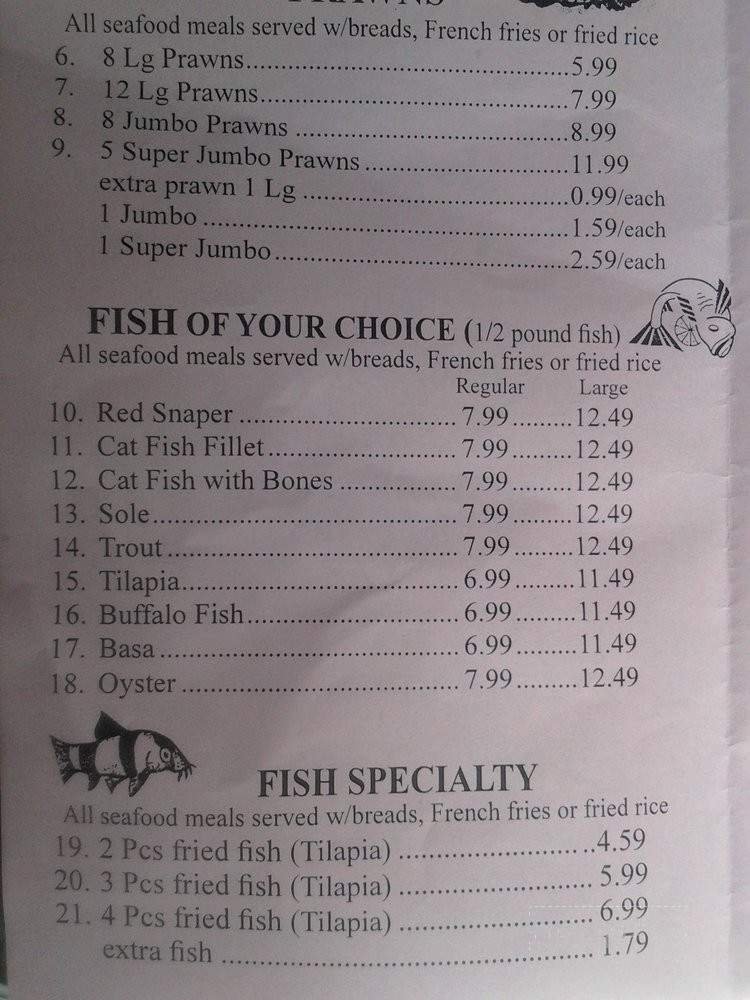 PRAWNS
All seafood meals served w/breads, French fries or fried rice
6. 8 Lg Prawns..........5.99
7. 12 Lg Prawns..........7.99
8. 8 Jumbo Prawns ..........8.99
9. 5 Super Jumbo Prawns ..........11.99
extra prawn 1 Lg ..........0.99/each
1 Jumbo ..........1.59/each
1 Super Jumbo..........2.59/each
FISH OF YOUR CHOICE (1/2 pound fish)
All seafood meals served w/breads, French fries or fried rice
Regular Large
10. Red Snaper ..........7.99.........12.49
11. Cat Fish Fillet..........7.99.........12.49
12. Cat Fish with Bones ..........7.99.........12.49
13. Sole..........7.99.........12.49
14. Trout ..........7.99.........12.49
15. Tilapia..........6.99.........11.49
16. Buffalo Fish..........6.99.........11.49
17. Basa ..........6.99.........11.49
18. Oyster ..........7.99.........12.49
FISH SPECIALTY
All seafood meals served w/breads, French fries or fried rice
19. 2 Pcs fried fish (Tilapia) ..........4.59
20. 3 Pcs fried fish (Tilapia) .......... 5.99
21. 4 Pcs fried fish (Tilapia) .......... 6.99
extra fish .......... 1.79